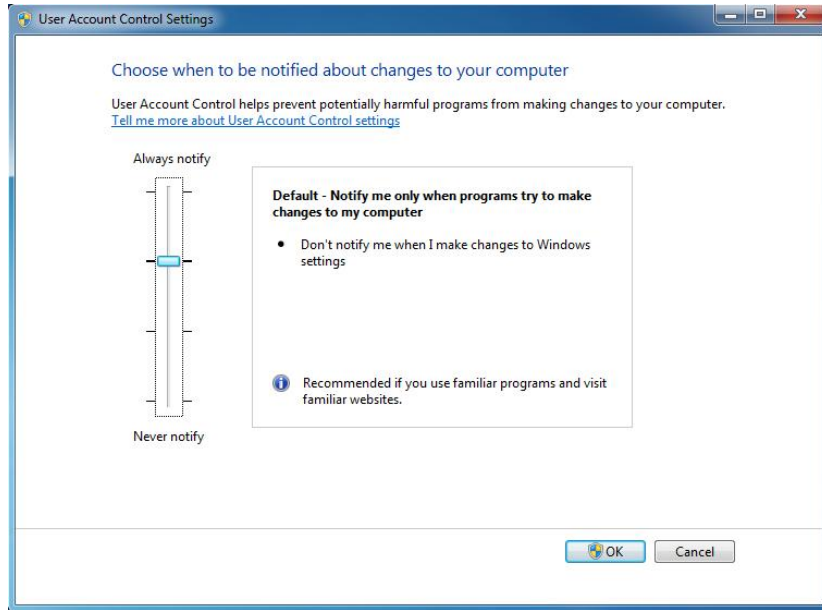 User Account Control Settings
Choose when to be notified about changes to your computer
User Account Control helps prevent potentially harmful programs from making changes to your computer.
Tell me more about User Account Control settings
Always notify
Default - Notify me only when programs try to make
changes to my computer
• Don't notify me when I make changes to Windows
settings
Recommended if you use familiar programs and visit
familiar websites.
Never notify
OK
Cancel